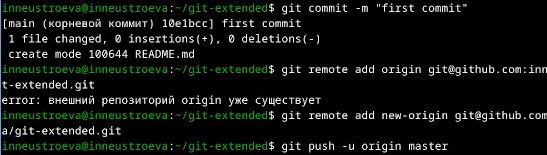 inneustroeva@inneustroeva:~/git-extended$ git commit -m "first commit"
[main (корневой коммит) 10e1bcc] first commit
 1 file changed, 0 insertions(+), 0 deletions(-)
 create mode 100644 README.md
inneustroeva@inneustroeva:~/git-extended$ git remote add origin git@github.com:inn
t-extended.git
error: внешний репозиторий origin уже существует
inneustroeva@inneustroeva:~/git-extended$ git remote add new-origin git@github.com
a/git-extended.git
inneustroeva@inneustroeva:~/git-extended$ git push -u origin master